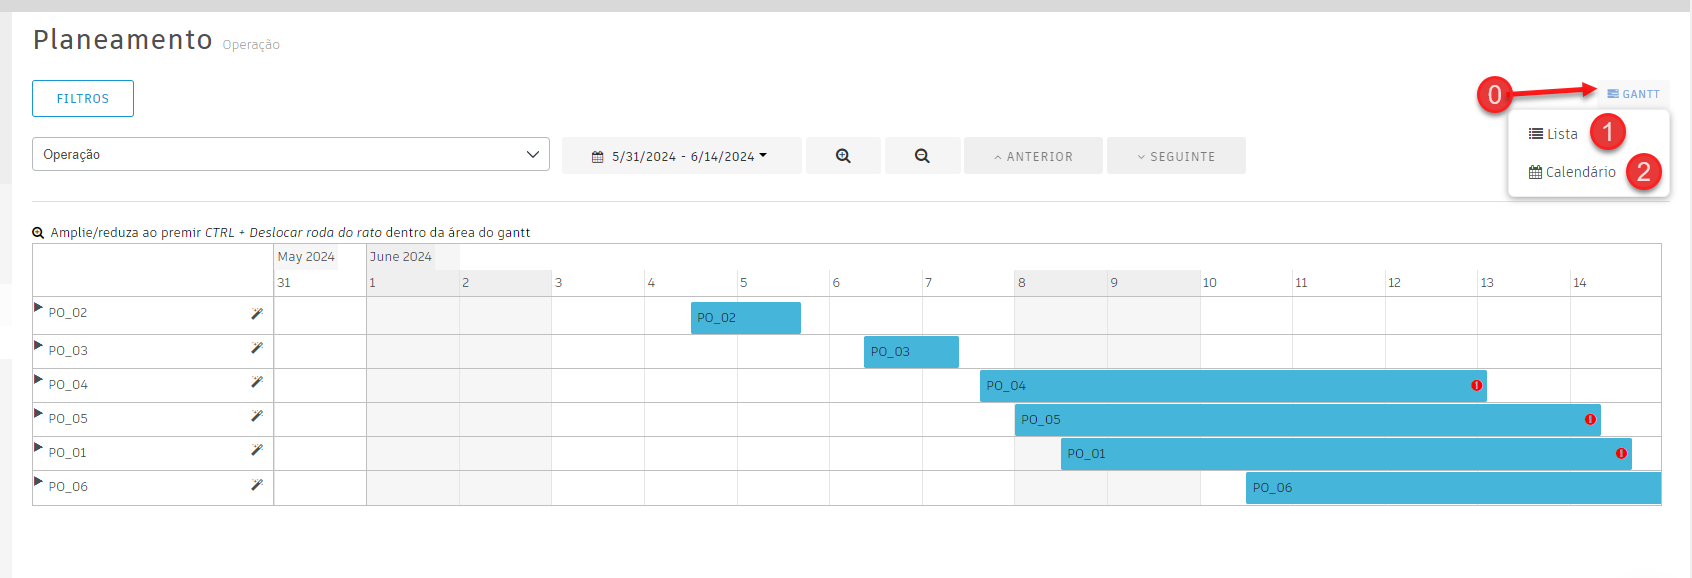 Planeamento Operação
FILTROS
0 GANTT
Lista 1
Calendário 2
Operação 5/31/2024 - 6/14/2024 ANTERIOR SEGUINTE
Amplie/reduza ao premir CTRL + Deslocar roda do rato dentro da área do gantt
May 2024 June 2024
31 1 2 3 4 5 6 7 8 9 10 11 12 13 14
PO_02 PO_02
PO_03 PO_03
PO_04 PO_04
PO_05 PO_05
PO_01 PO_01
PO_06 PO_06